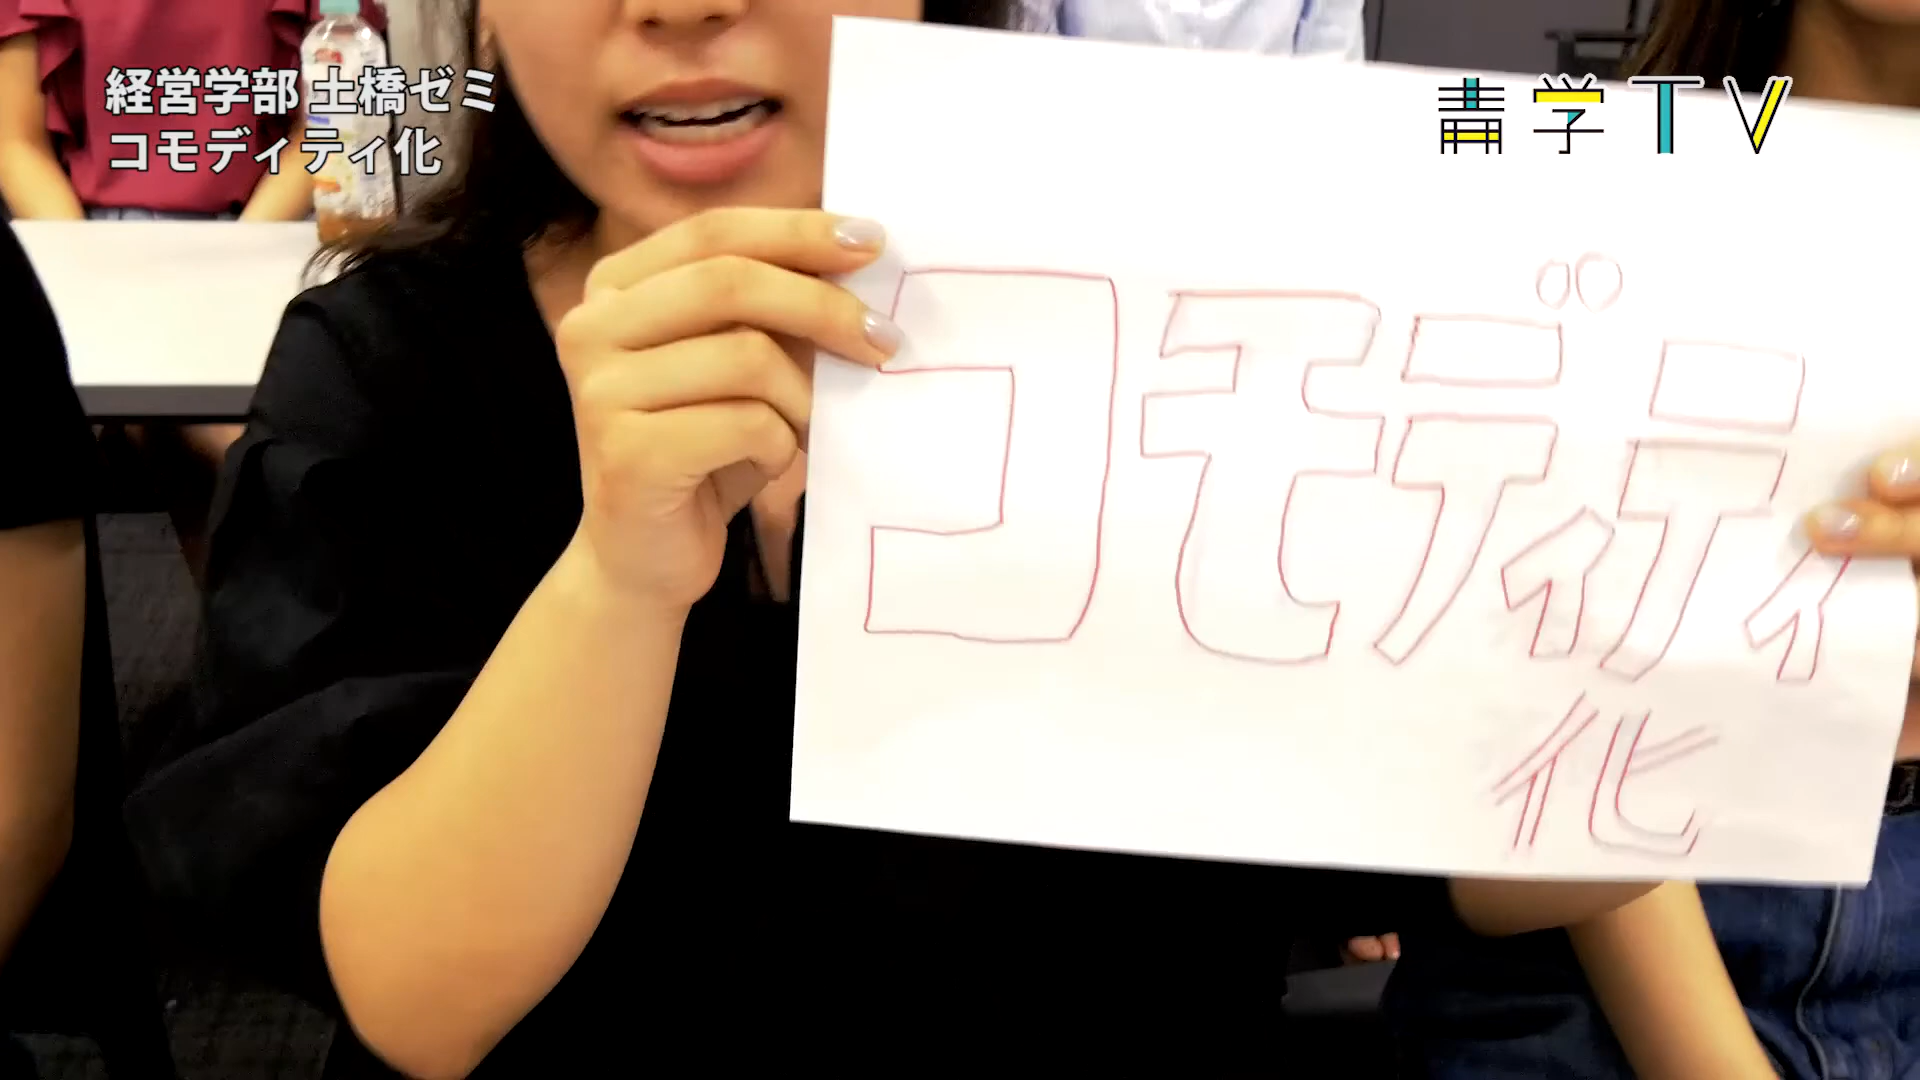 経営学部 土橋ゼミ
コモディティ化
青学TV
コモディティ
化